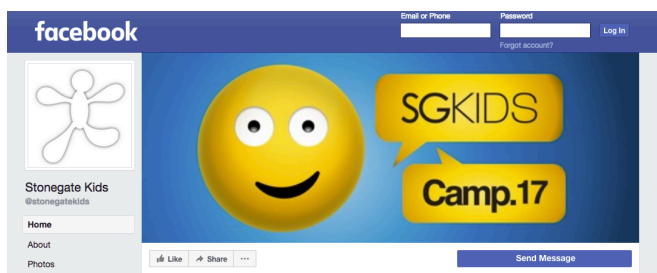 facebook
Email or Phone
Password
Log In
Forgot account?
SGKIDS
Camp.17
Stonegate Kids
@stonegatekids
Home
About
Photos
Like
Share
Send Message